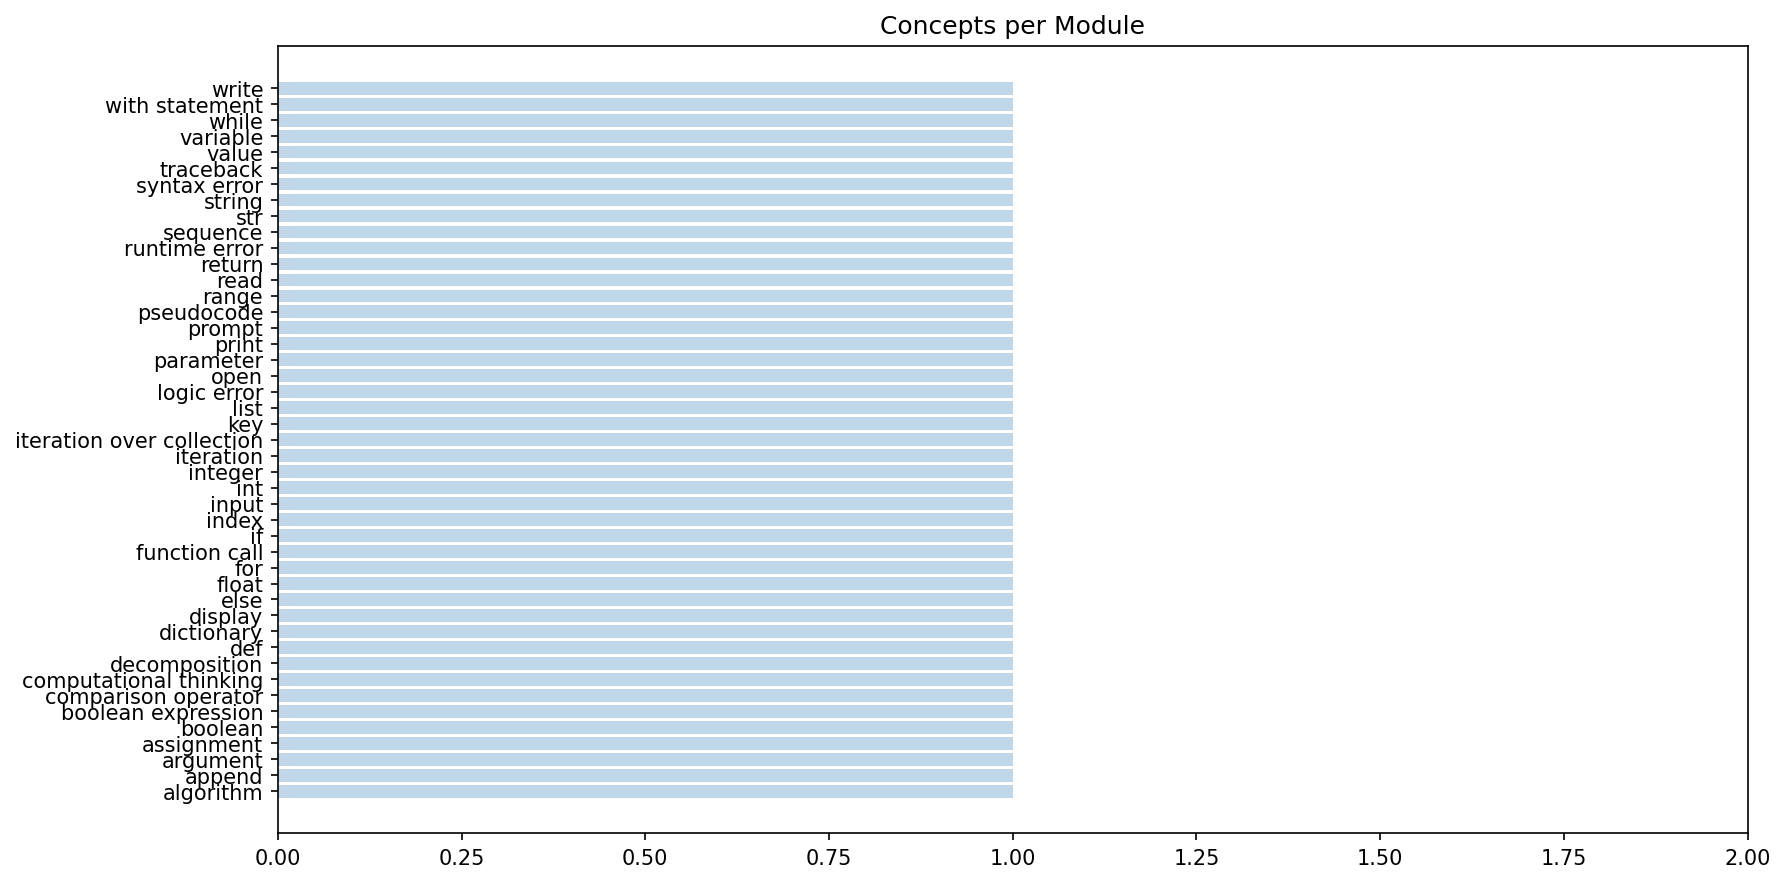 Concepts per Module
write
with statement
while
variable
value
traceback
syntax error
string
str
sequence
runtime error
return
read
range
pseudocode
prompt
print
parameter
open
logic error
list
key
iteration over collection
iteration
integer
int
input
index
if
function call
for
float
else
display
dictionary
def
decomposition
computational thinking
comparison operator
boolean expression
boolean
assignment
argument
append
algorithm
0.00 0.25 0.50 0.75 1.00 1.25 1.50 1.75 2.00